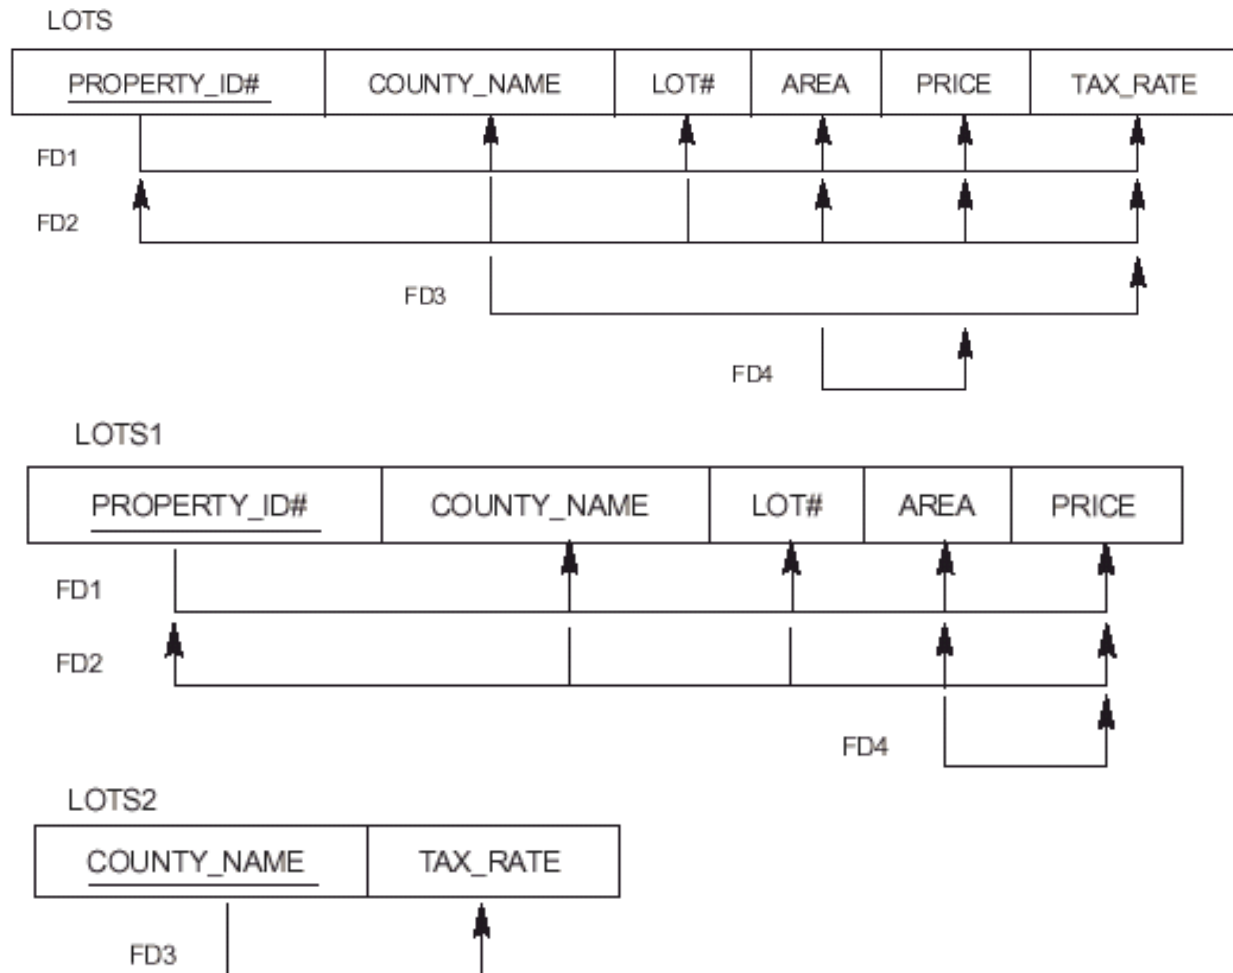 LOTS
PROPERTY_ID# COUNTY_NAME LOT# AREA PRICE TAX_RATE
FD1
FD2
FD3
FD4
LOTS1
PROPERTY_ID# COUNTY_NAME LOT# AREA PRICE
FD1
FD2
FD4
LOTS2
COUNTY_NAME TAX_RATE
FD3